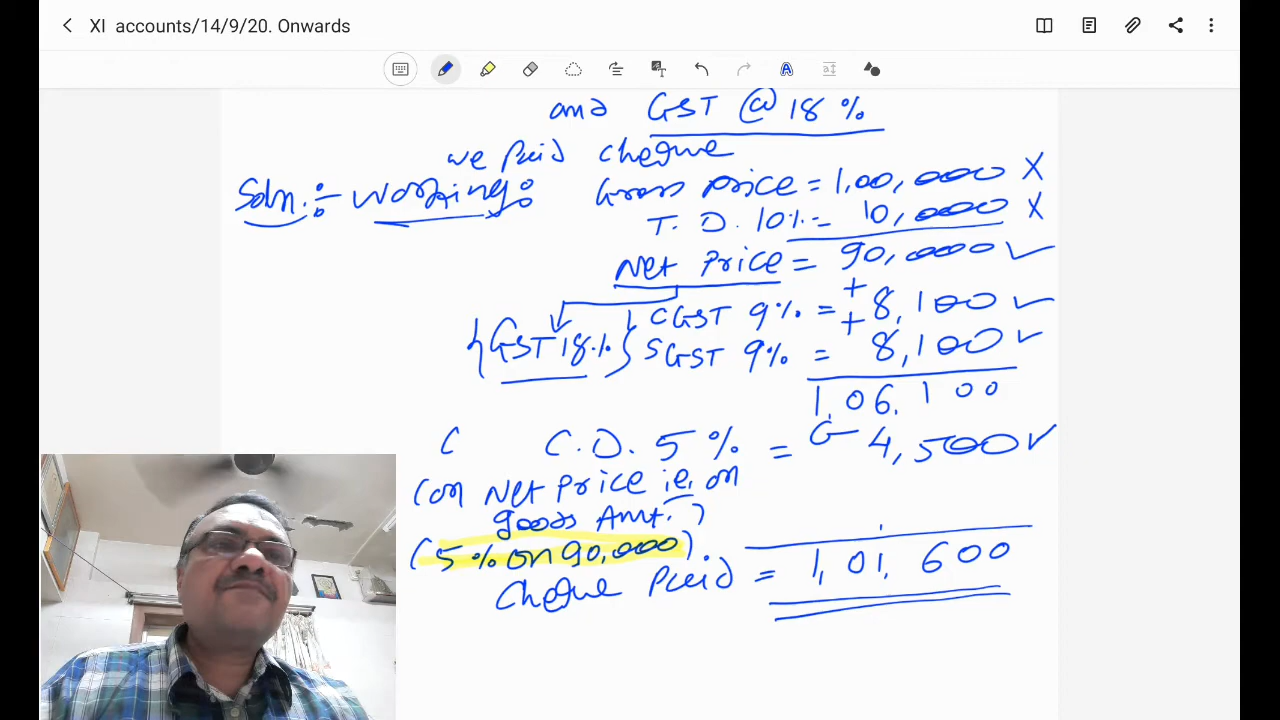 XI accounts/14/9/20. Onwards
and GST @ 18 %
we Paid cheque
Soln. :- Working: Gross Price = 1,00,000 X
T. D. 10% = 10,000 X
Net Price = 90,000 ✓
{GST 18%} CGST 9% = + 8,100 ✓
SGST 9% = + 8,100 ✓
1,06,100
( C.D. 5 % = (-) 4,500 ✓
(on Net Price ie. on
goods Amt.)
(5% on 90,000).
Cheque Paid = 1,01,600